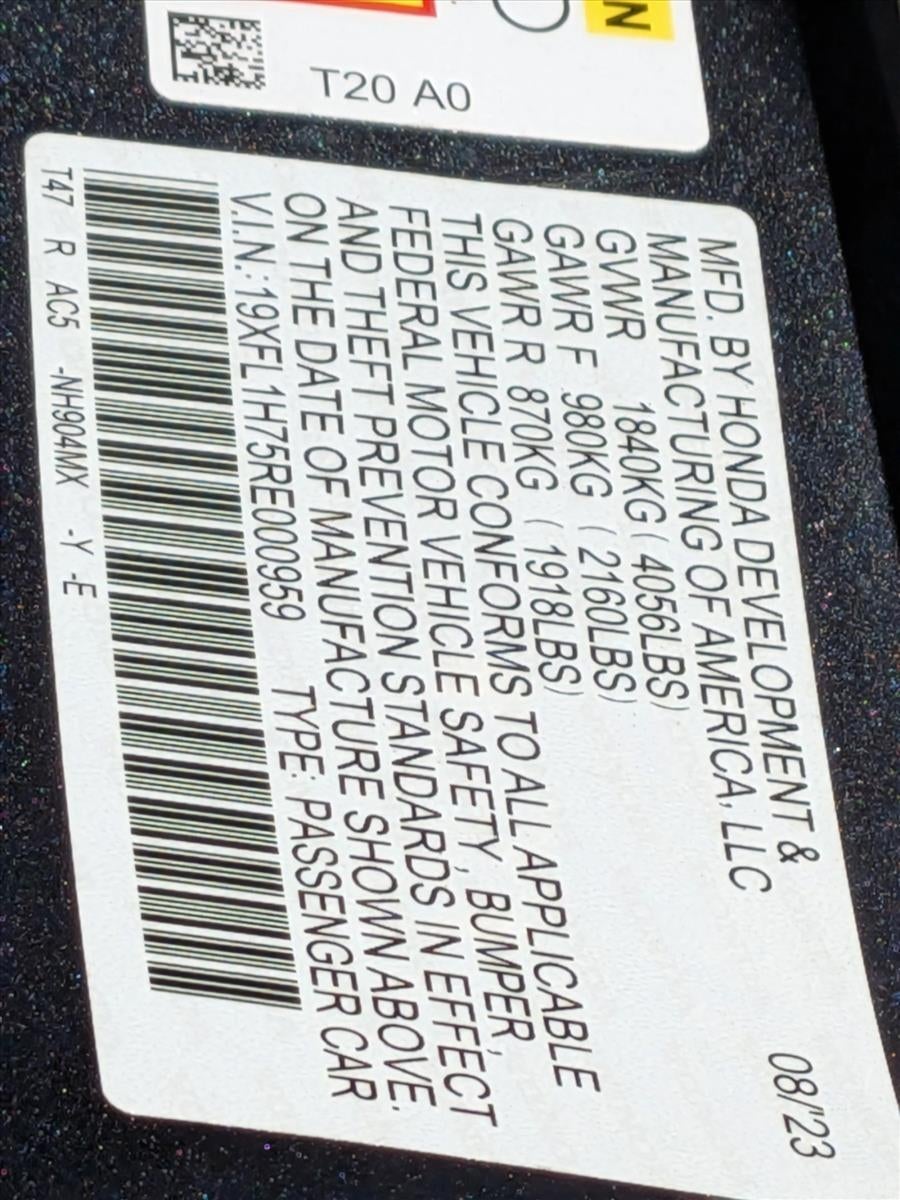 N
T20 A0
MFD. BY HONDA DEVELOPMENT &
MANUFACTURING OF AMERICA, LLC
08/'23
GVWR 1840KG ( 4056LBS)
GAWR F 980KG ( 2160LBS)
GAWR R 870KG ( 1918LBS)
THIS VEHICLE CONFORMS TO ALL APPLICABLE
FEDERAL MOTOR VEHICLE SAFETY, BUMPER,
AND THEFT PREVENTION STANDARDS IN EFFECT
ON THE DATE OF MANUFACTURE SHOWN ABOVE.
V.I.N.: 19XFL1H75RE000959 TYPE: PASSENGER CAR
T47 R AC5 -NH904MX -Y -E